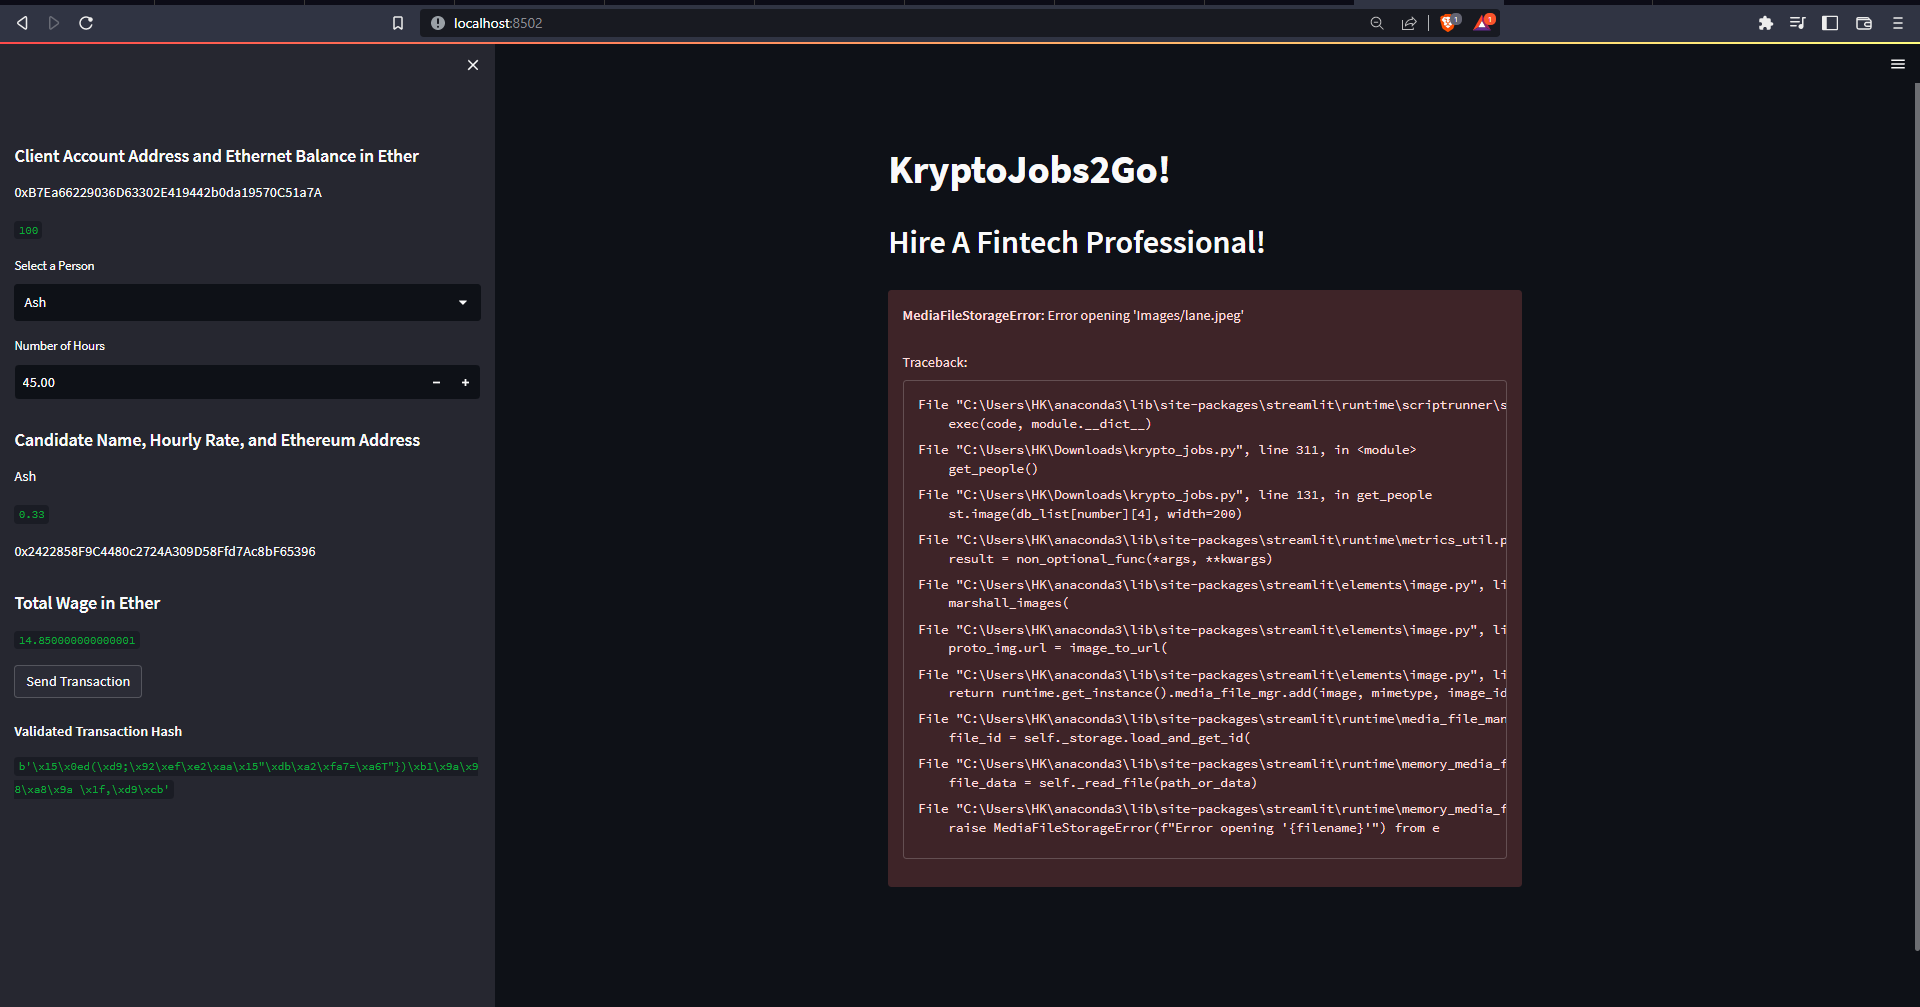 localhost:8502
1
1
Client Account Address and Ethernet Balance in Ether
0xB7Ea66229036D63302E419442b0da19570C51a7A
100
Select a Person
Ash
Number of Hours
45.00
Candidate Name, Hourly Rate, and Ethereum Address
Ash
0.33
0x2422858F9C4480c2724A309D58Ffd7Ac8bF65396
Total Wage in Ether
14.850000000000001
Send Transaction
Validated Transaction Hash
b'\x15\x0ed(\xd9;\x92\xef\xe2\xaa\x15"\xdb\xa2\xfa7=\xa6T"})\xb1\x9a\x9
8\xa8\x9a \x1f,\xd9\xcb'
KryptoJobs2Go!
Hire A Fintech Professional!
MediaFileStorageError: Error opening 'Images/lane.jpeg'
Traceback:
File "C:\Users\HK\anaconda3\lib\site-packages\streamlit\runtime\scriptrunner\s
exec(code, module.__dict__)
File "C:\Users\HK\Downloads\krypto_jobs.py", line 311, in <module>
get_people()
File "C:\Users\HK\Downloads\krypto_jobs.py", line 131, in get_people
st.image(db_list[number][4], width=200)
File "C:\Users\HK\anaconda3\lib\site-packages\streamlit\runtime\metrics_util.p
result = non_optional_func(*args, **kwargs)
File "C:\Users\HK\anaconda3\lib\site-packages\streamlit\elements\image.py", li
marshall_images(
File "C:\Users\HK\anaconda3\lib\site-packages\streamlit\elements\image.py", li
proto_img.url = image_to_url(
File "C:\Users\HK\anaconda3\lib\site-packages\streamlit\elements\image.py", li
return runtime.get_instance().media_file_mgr.add(image, mimetype, image_id
File "C:\Users\HK\anaconda3\lib\site-packages\streamlit\runtime\media_file_man
file_id = self._storage.load_and_get_id(
File "C:\Users\HK\anaconda3\lib\site-packages\streamlit\runtime\memory_media_f
file_data = self._read_file(path_or_data)
File "C:\Users\HK\anaconda3\lib\site-packages\streamlit\runtime\memory_media_f
raise MediaFileStorageError(f"Error opening '{filename}'") from e